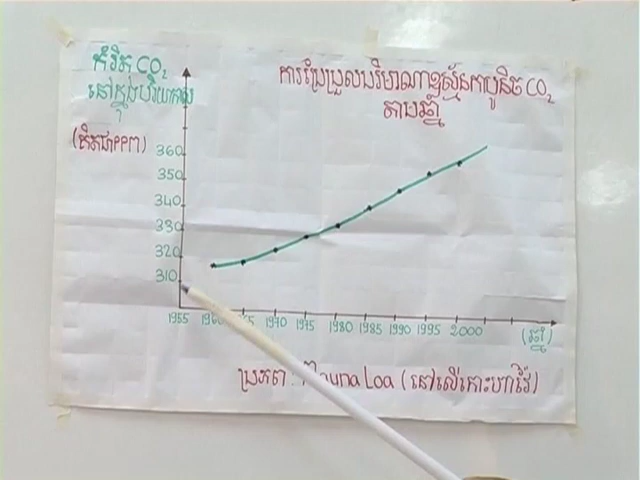 កំរិត CO₂
នៅក្នុងបរិយាកាស
(គិតជាPPM)
ការប្រែប្រួលបរិមាណឧស្ម័នកាបូនិច CO₂
តាមឆ្នាំ
360
350
340
330
320
310
1955 1970 1975 1980 1985 1990 1995 2000 (ឆ្នាំ)
ប្រភព : Mauna Loa (នៅលើកោះហាវ៉ៃ)